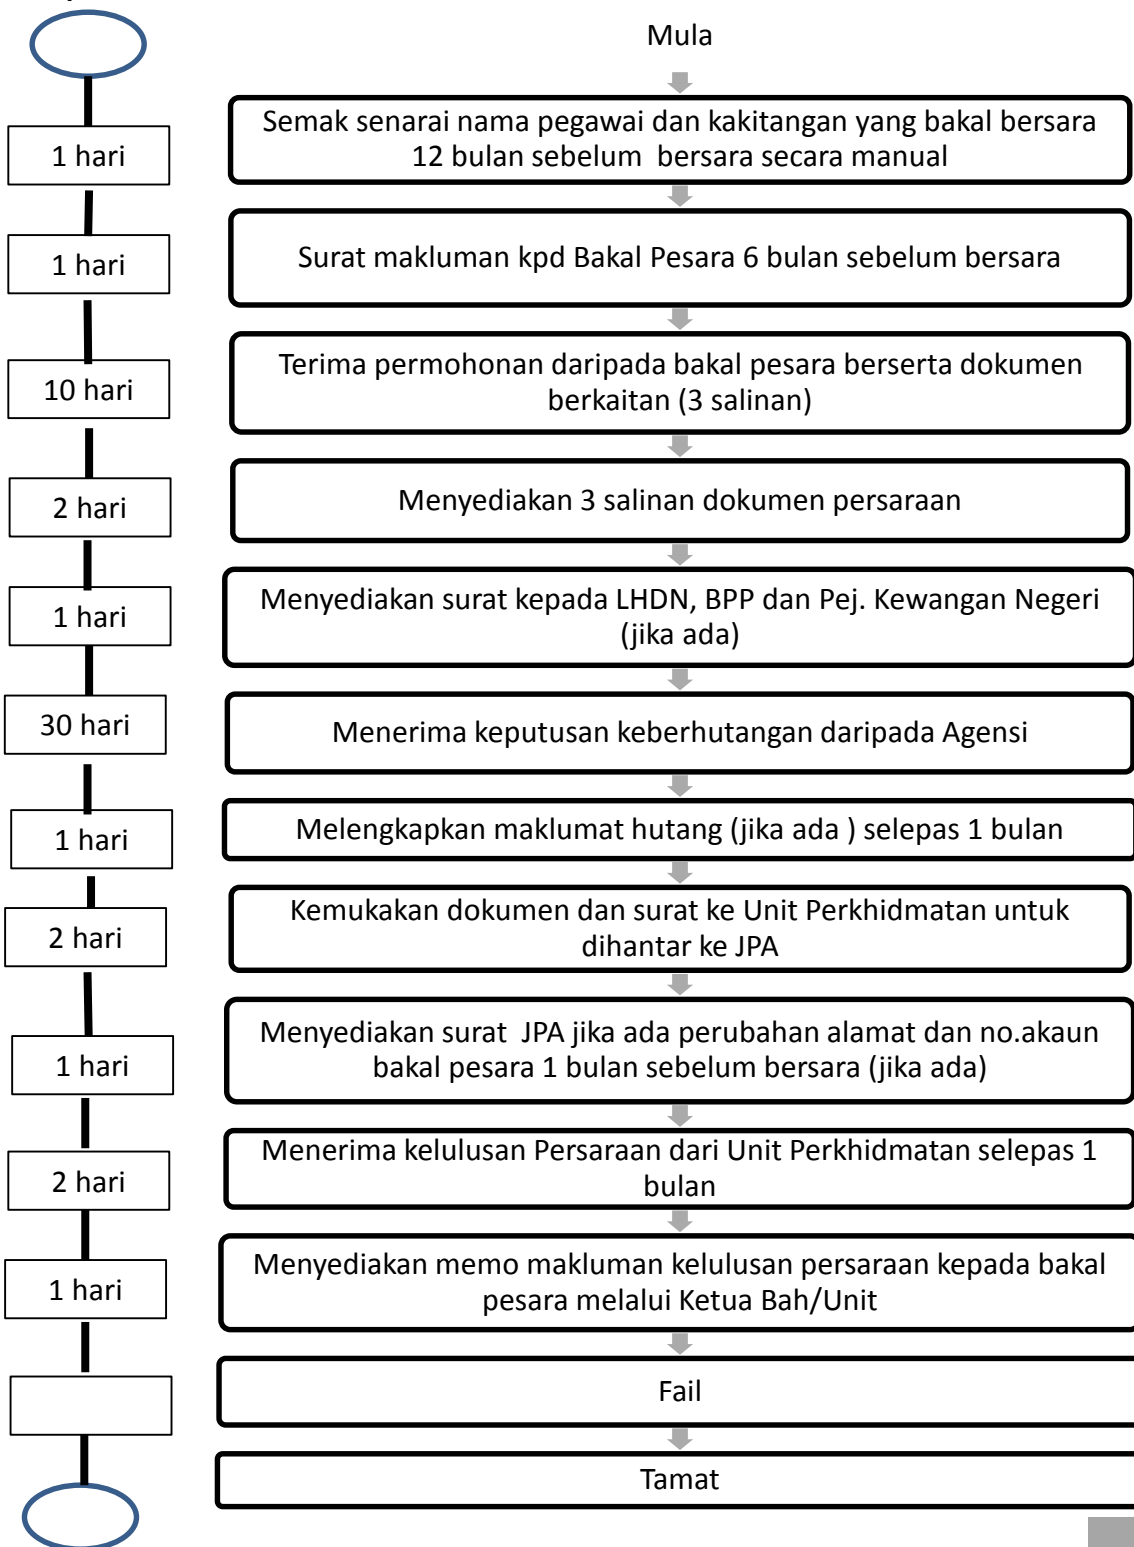 Mula
1 hari
Semak senarai nama pegawai dan kakitangan yang bakal bersara
12 bulan sebelum bersara secara manual
1 hari
Surat makluman kpd Bakal Pesara 6 bulan sebelum bersara
10 hari
Terima permohonan daripada bakal pesara berserta dokumen
berkaitan (3 salinan)
2 hari
Menyediakan 3 salinan dokumen persaraan
1 hari
Menyediakan surat kepada LHDN, BPP dan Pej. Kewangan Negeri
(jika ada)
30 hari
Menerima keputusan keberhutangan daripada Agensi
1 hari
Melengkapkan maklumat hutang (jika ada ) selepas 1 bulan
2 hari
Kemukakan dokumen dan surat ke Unit Perkhidmatan untuk
dihantar ke JPA
1 hari
Menyediakan surat JPA jika ada perubahan alamat dan no.akaun
bakal pesara 1 bulan sebelum bersara (jika ada)
2 hari
Menerima kelulusan Persaraan dari Unit Perkhidmatan selepas 1
bulan
1 hari
Menyediakan memo makluman kelulusan persaraan kepada bakal
pesara melalui Ketua Bah/Unit
Fail
Tamat